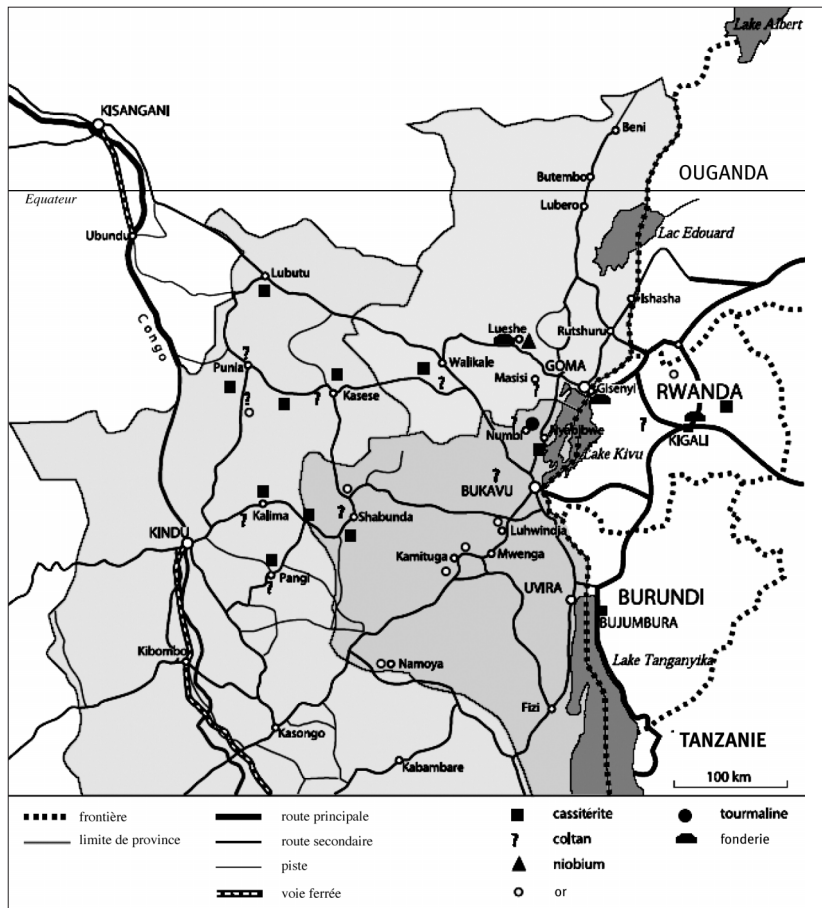 Lake Albert
KISANGANI
Beni
OUGANDA
Butembo
Equateur
Lubero
Ubundu
Lac Edouard
Lubutu
Ishasha
Congo
Lueshe
Rutshuru
Punia
Walikale
GOMA
Masisi
Gisenyi
RWANDA
Kasese
Numbi
Nyabibwe
KIGALI
Lake Kivu
BUKAVU
Kalima
Shabunda
Luhwindja
KINDU
Kamituga
Mwenga
Pangi
UVIRA
BURUNDI
BUJUMBURA
Kibombo
Namoya
Lake Tanganyika
Fizi
Kasongo
TANZANIE
Kabambare
100 km
frontière
route principale
cassitérite
tourmaline
limite de province
route secondaire
coltan
fonderie
piste
niobium
voie ferrée
or